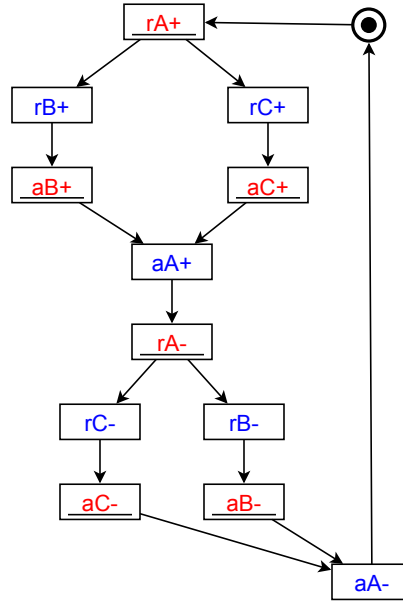 rA+
rB+
rC+
aB+
aC+
aA+
rA-
rC-
rB-
aC-
aB-
aA-